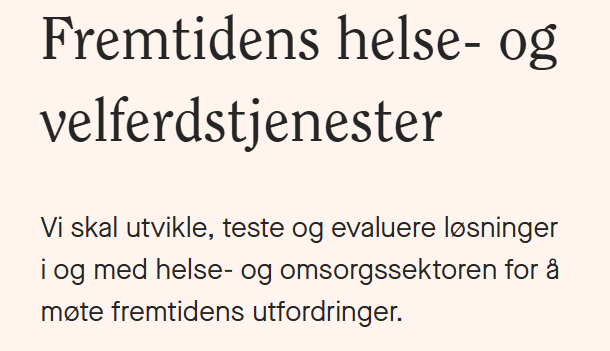 Fremtidens helse- og
velferdstjenester
Vi skal utvikle, teste og evaluere løsninger
i og med helse- og omsorgssektoren for å
møte fremtidens utfordringer.